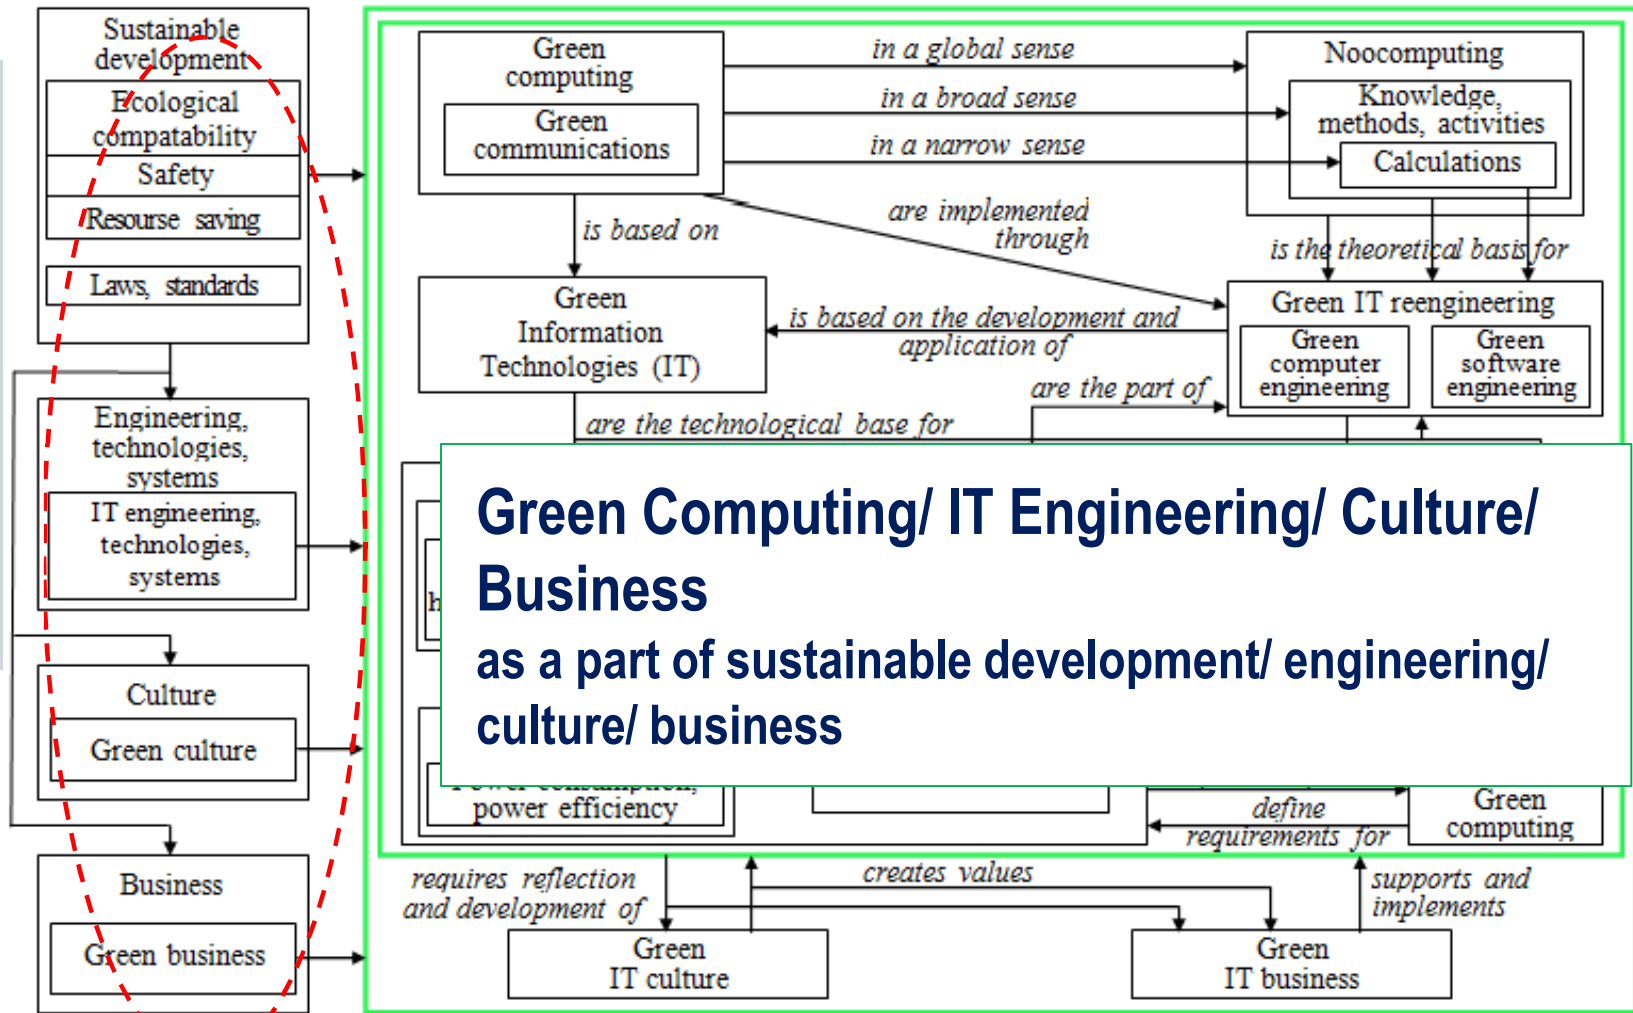 Sustainable
development
Ecological
compatability
Safety
Resourse saving
Laws, standards
Engineering,
technologies,
systems
IT engineering,
technologies,
systems
Culture
Green culture
Business
Green business
Green
computing
Green
communications
in a global sense
in a broad sense
in a narrow sense
Noocomputing
Knowledge,
methods, activities
Calculations
is based on
are implemented
through
is the theoretical basis for
Green
Information
Technologies (IT)
is based on the development and
application of
Green IT reengineering
Green
computer
engineering
Green
software
engineering
are the part of
are the technological base for
Green Computing/ IT Engineering/ Culture/
Business
as a part of sustainable development/ engineering/
culture/ business
h
Power consumption,
power efficiency
define
requirements for
Green
computing
requires reflection
and development of
creates values
supports and
implements
Green
IT culture
Green
IT business